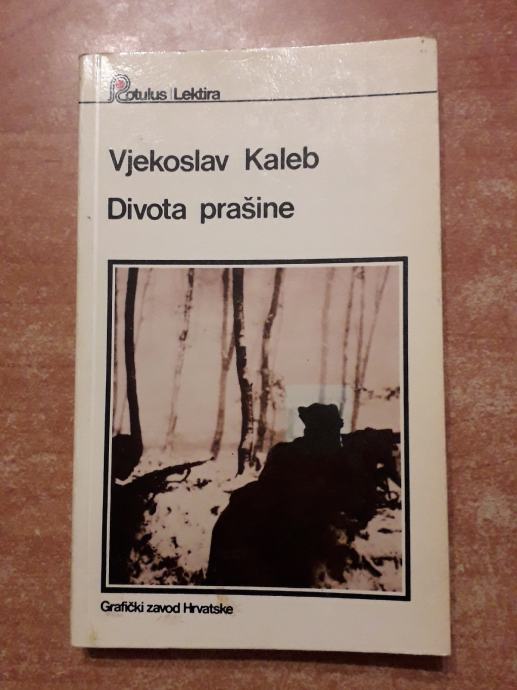 Rotulus|Lektira
Vjekoslav Kaleb
Divota prašine
Grafički zavod Hrvatske